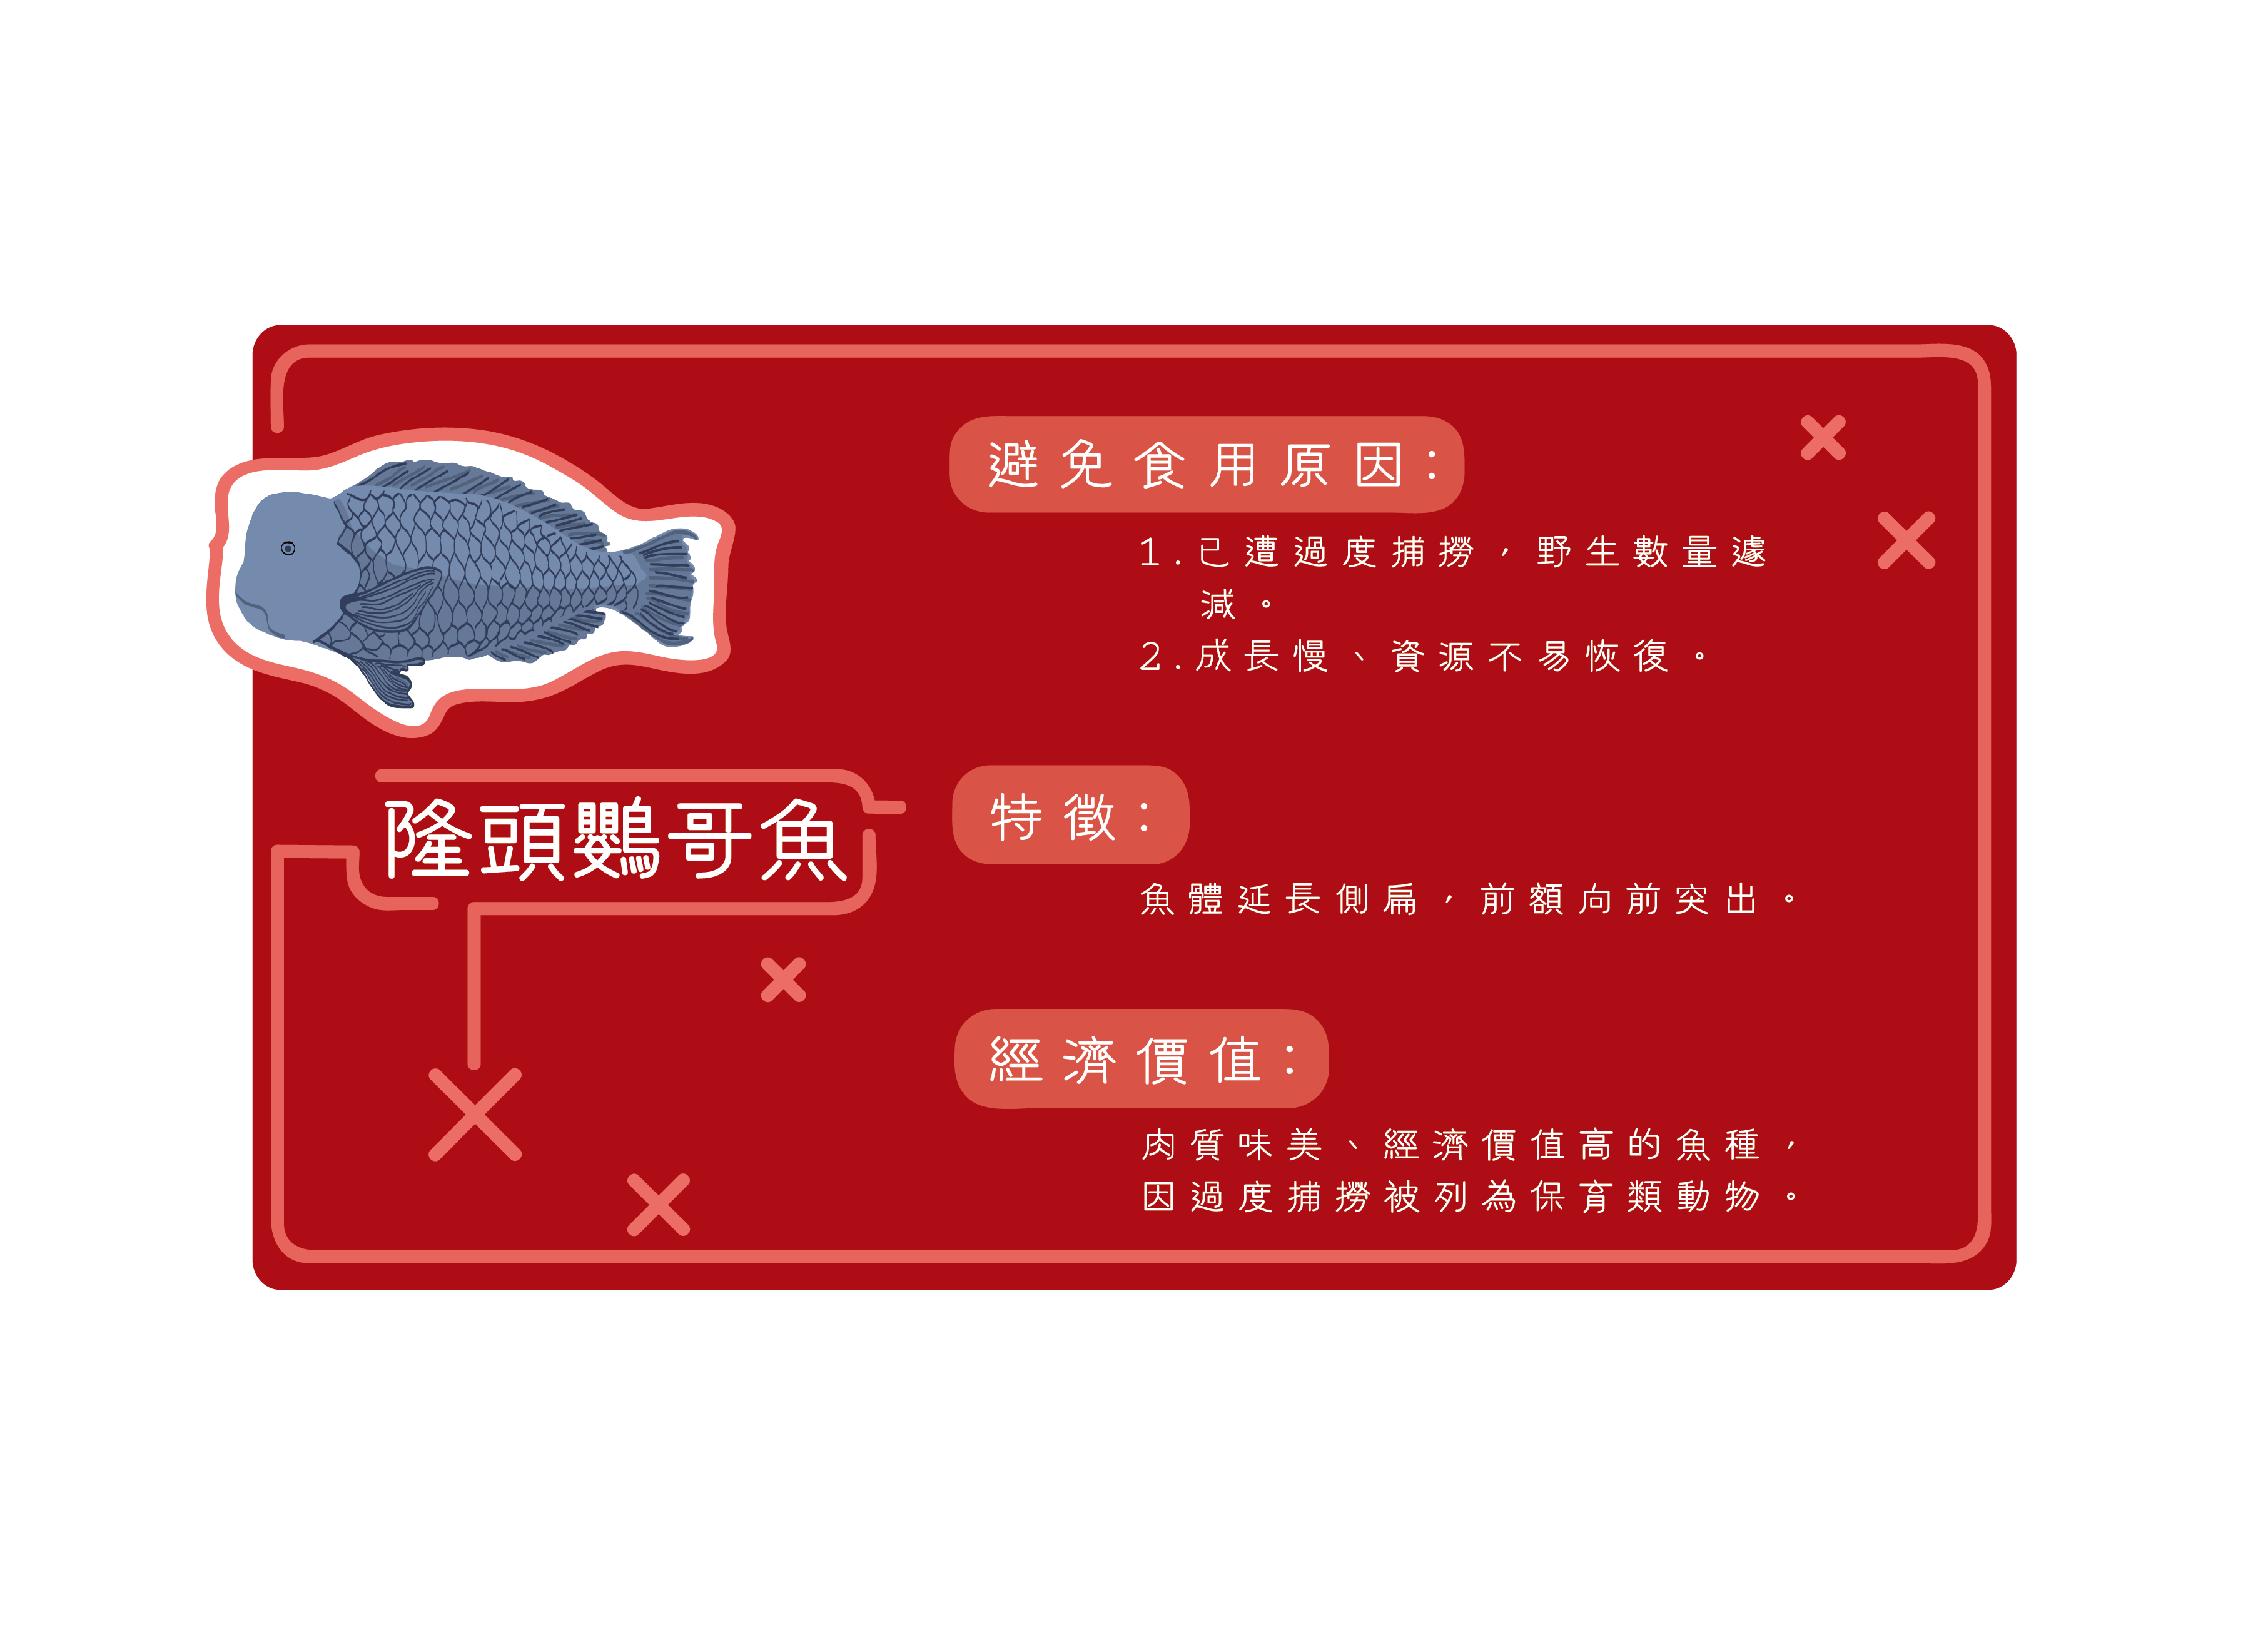 避免食用原因：
1.已遭過度捕撈，野生數量遽
減。
2.成長慢、資源不易恢復。
隆頭鸚哥魚
特徵：
魚體延長側扁，前額向前突出。
經濟價值：
肉質味美、經濟價值高的魚種，
因過度捕撈被列為保育類動物。